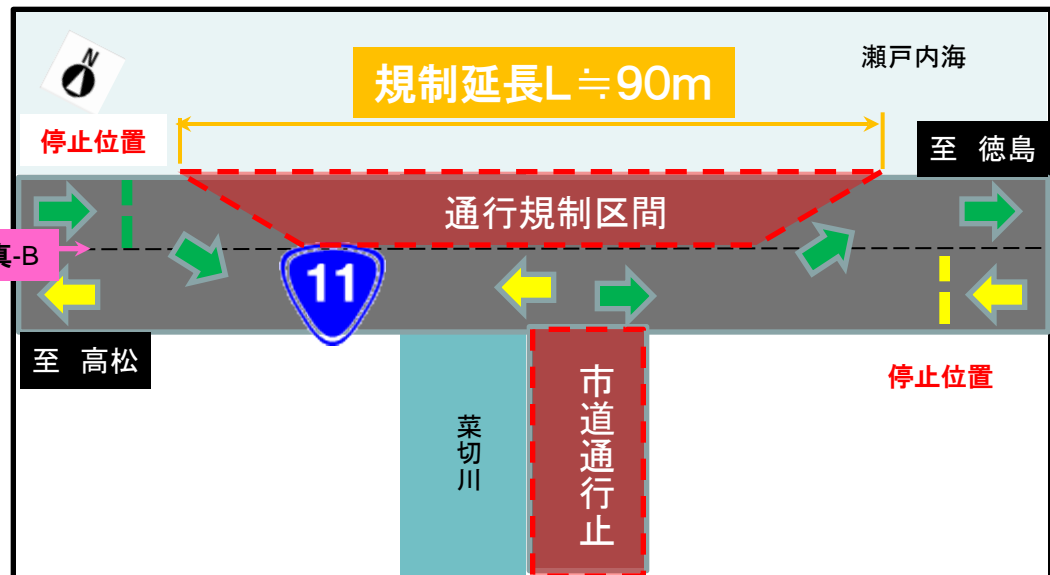 N
瀬戸内海
規制延長L≒90m
停止位置
至 徳島
通行規制区間
-B
11
至 高松
停止位置
菜切川
市道通行止